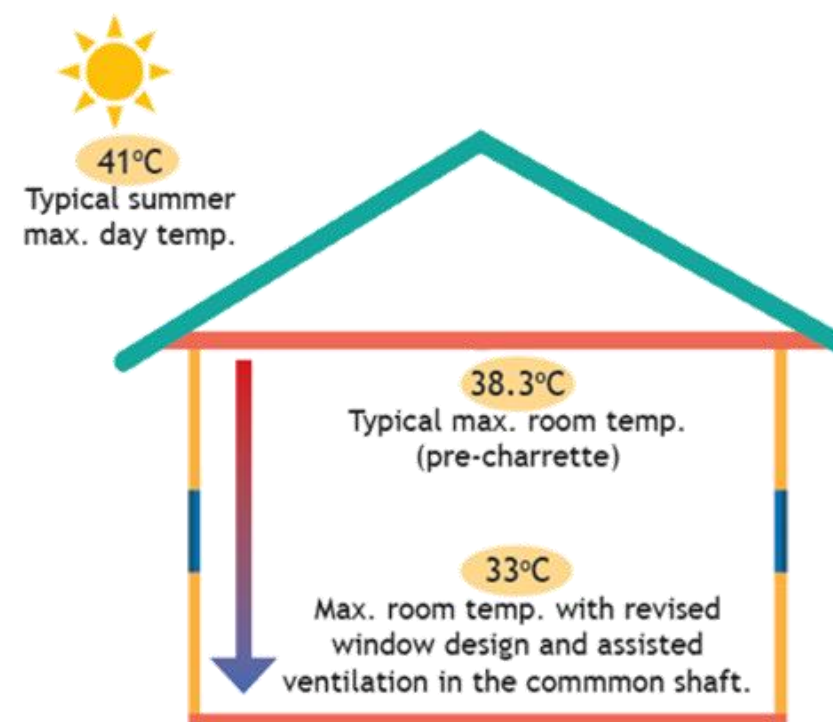 41°C
Typical summer
max. day temp.
38.3°C
Typical max. room temp.
(pre-charrette)
33°C
Max. room temp. with revised
window design and assisted
ventilation in the commmon shaft.